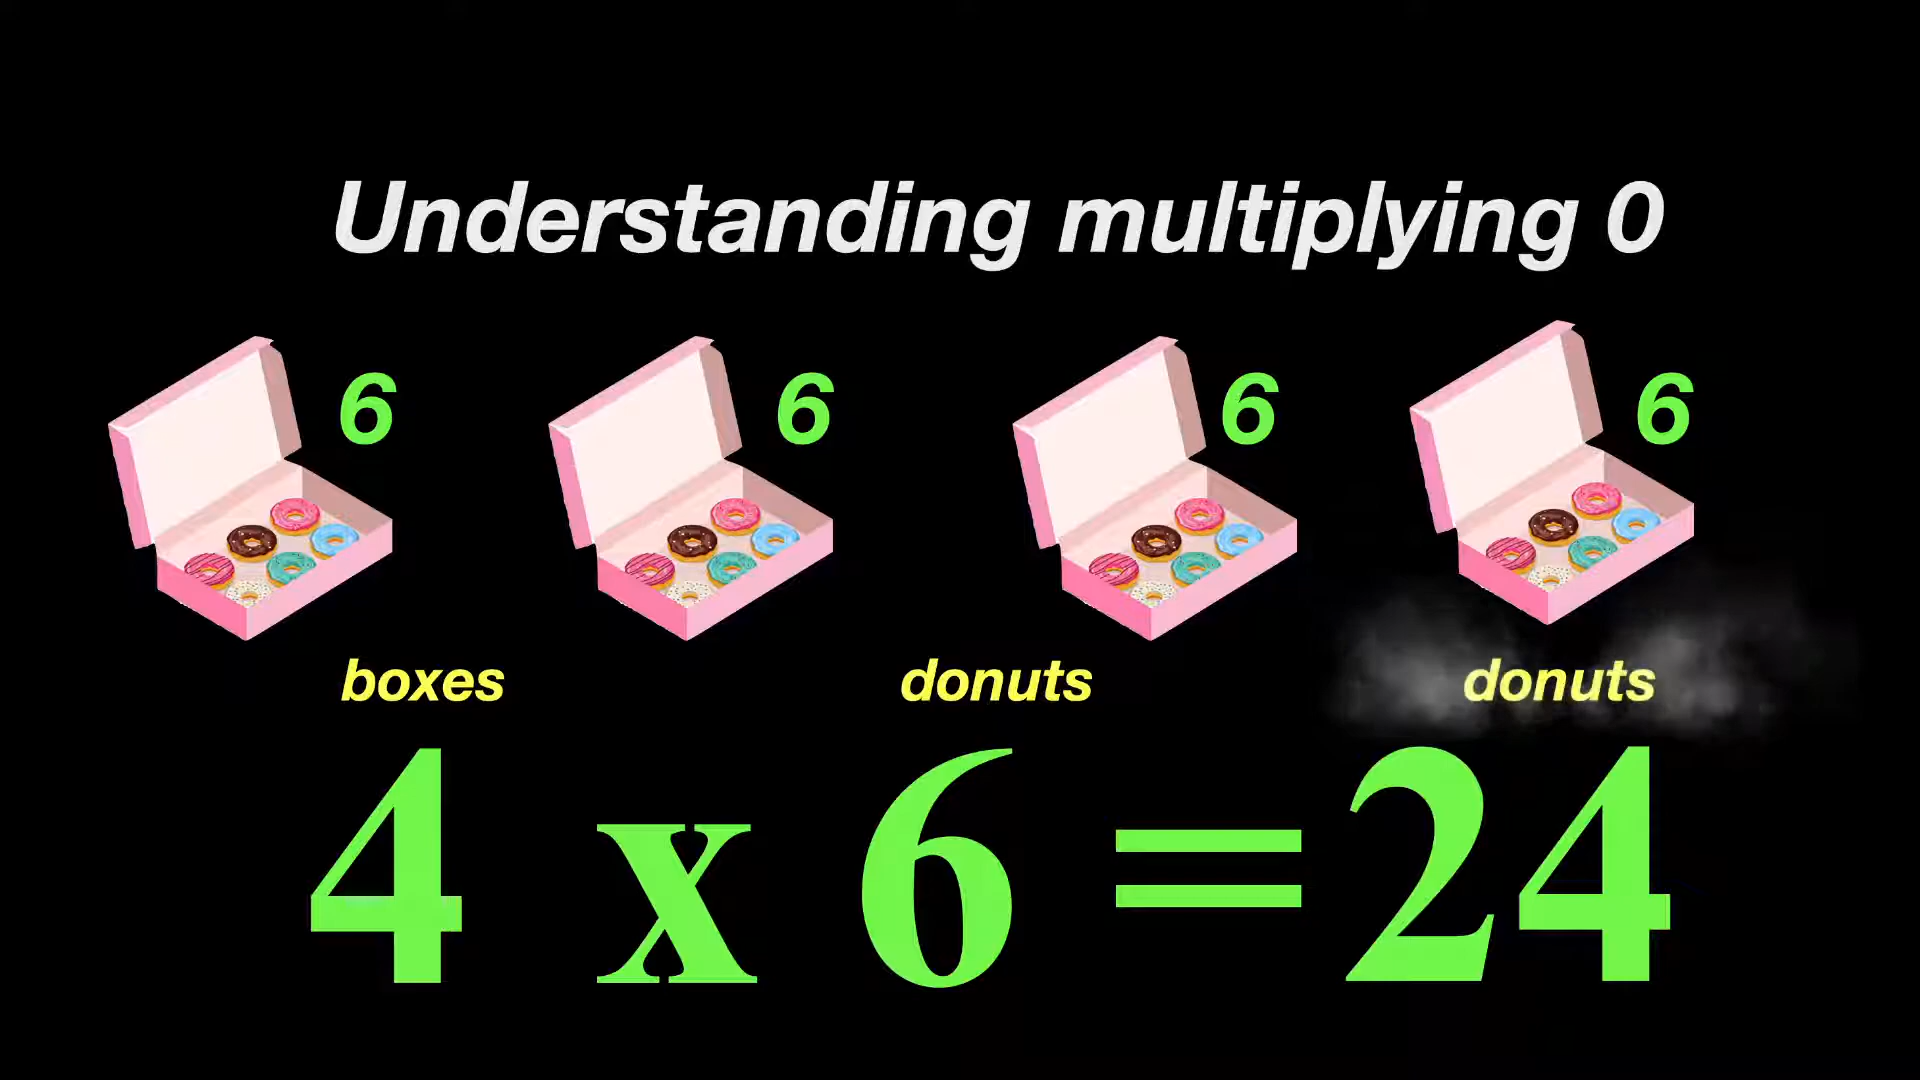 Understanding multiplying 0
6 6 6 6
boxes donuts donuts
4 x 6 = 24